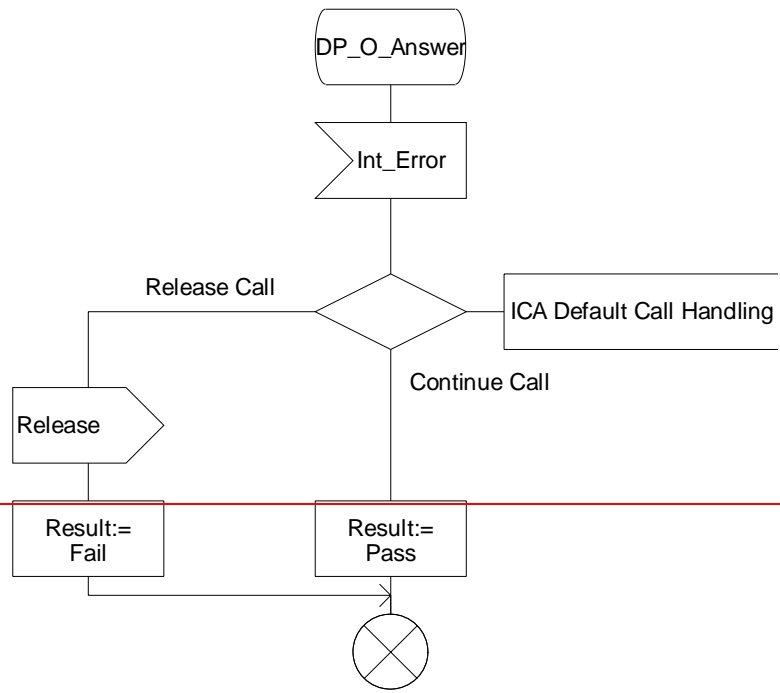 DP_O_Answer
Int_Error
Release Call
ICA Default Call Handling
Continue Call
Release
Result:=
Fail
Result:=
Pass